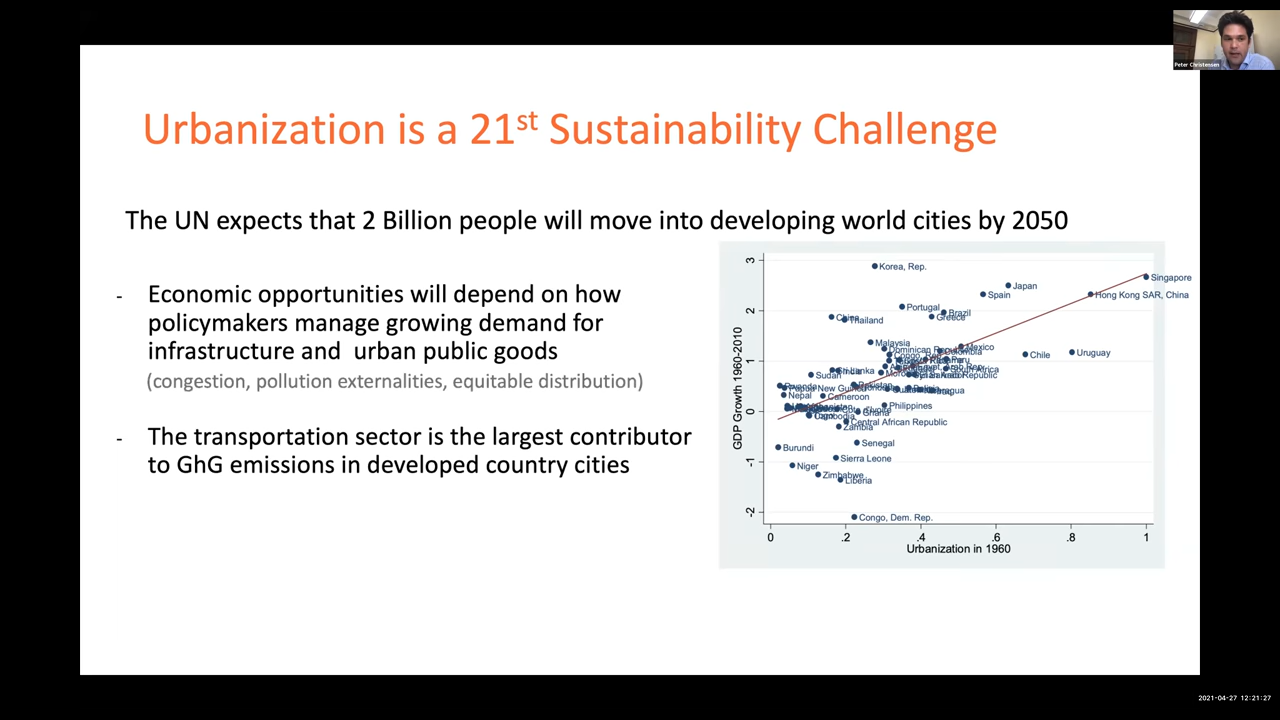 Peter Christensen
Urbanization is a 21st Sustainability Challenge
The UN expects that 2 Billion people will move into developing world cities by 2050
- Economic opportunities will depend on how
policymakers manage growing demand for
infrastructure and urban public goods
(congestion, pollution externalities, equitable distribution)
- The transportation sector is the largest contributor
to GhG emissions in developed country cities
GDP Growth 1960-2010
3
2
1
0
-1
-2
Korea, Rep.
Singapore
Japan
Spain
Hong Kong SAR, China
Portugal
Brazil
Greece
China
Thailand
Malaysia
Mexico
Colombia
Chile
Uruguay
Sudan
Nepal
Cameroon
Philippines
Ghana
Central African Republic
Zambia
Senegal
Burundi
Sierra Leone
Niger
Zimbabwe
Liberia
Congo, Dem. Rep.
0 .2 .4 .6 .8 1
Urbanization in 1960
2021-04-27 12:21:27